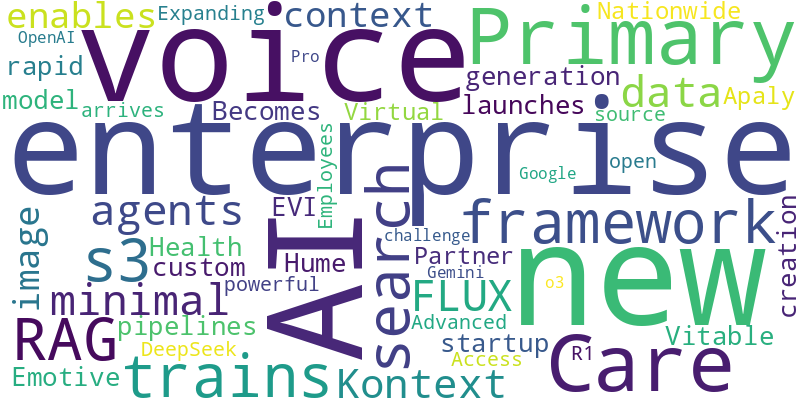 enables Expanding context Nationwide
OpenAI voice Pro Primary
rapid generation
model arrives Becomes Virtual launches data Apaly
source
enterprise
Employees open
Google
image agents EVI search framework creation
s3 Health challenge
custom Hume Partner new
minimal powerful AI Gemini o3
RAG pipelines FLUX
Advanced Vitable
DeepSeek startup R1 Care
Access
Emotive trains Kontext